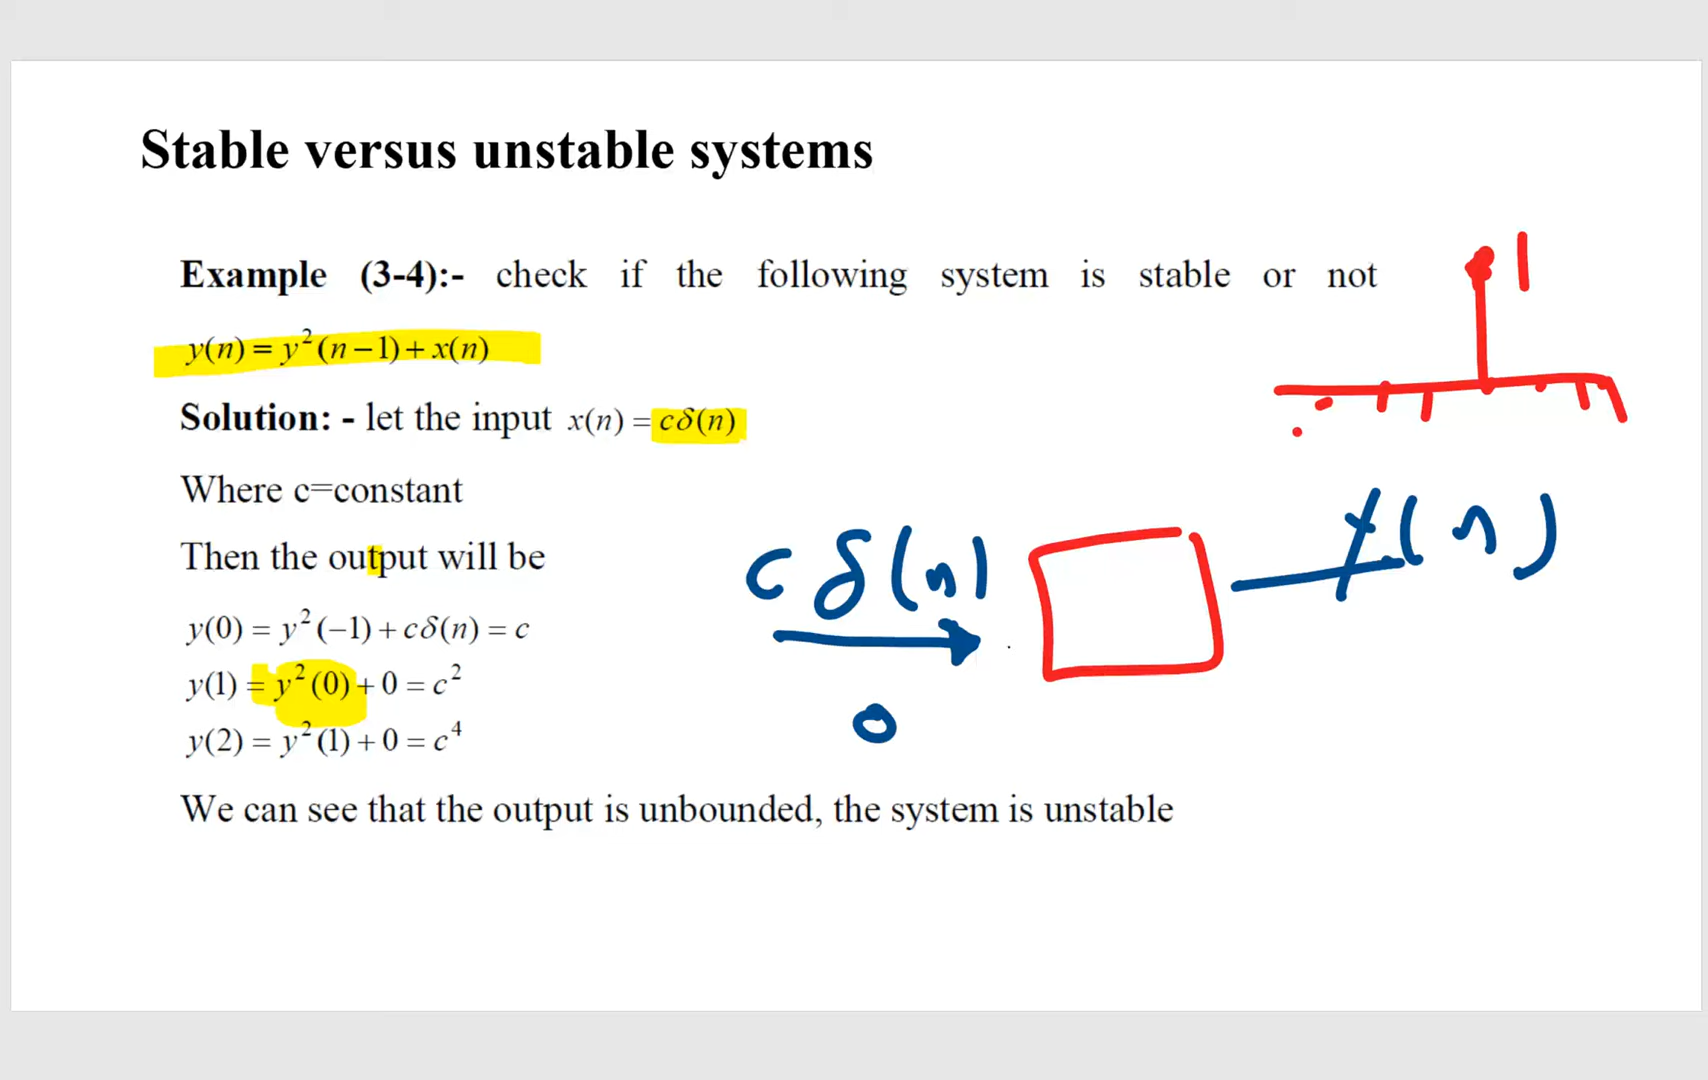 Stable versus unstable systems
Example (3-4):- check if the following system is stable or not
y(n) = y²(n−1) + x(n)
Solution: - let the input x(n) = cδ(n)
Where c=constant
Then the output will be
y(0) = y²(−1) + cδ(n) = c
y(1) = y²(0) + 0 = c²
y(2) = y²(1) + 0 = c⁴
We can see that the output is unbounded, the system is unstable
1
c δ(n)
y(n)
0